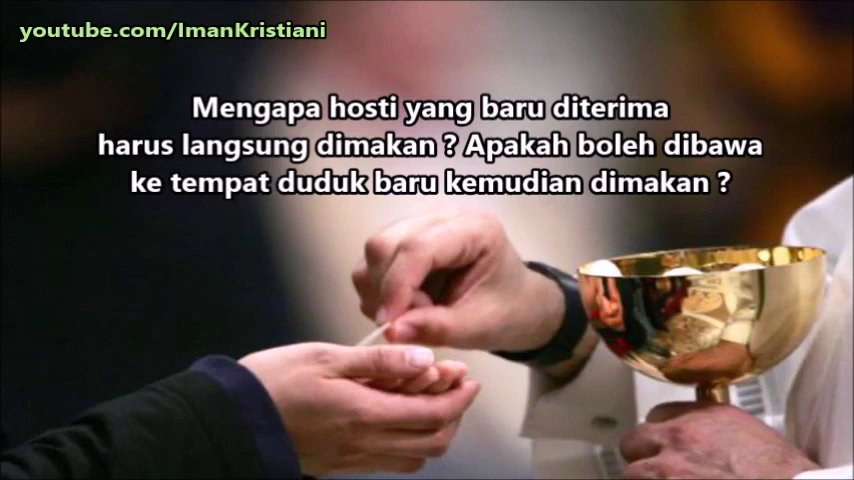 youtube.com/ImanKristiani
Mengapa hosti yang baru diterima
harus langsung dimakan ? Apakah boleh dibawa
ke tempat duduk baru kemudian dimakan ?